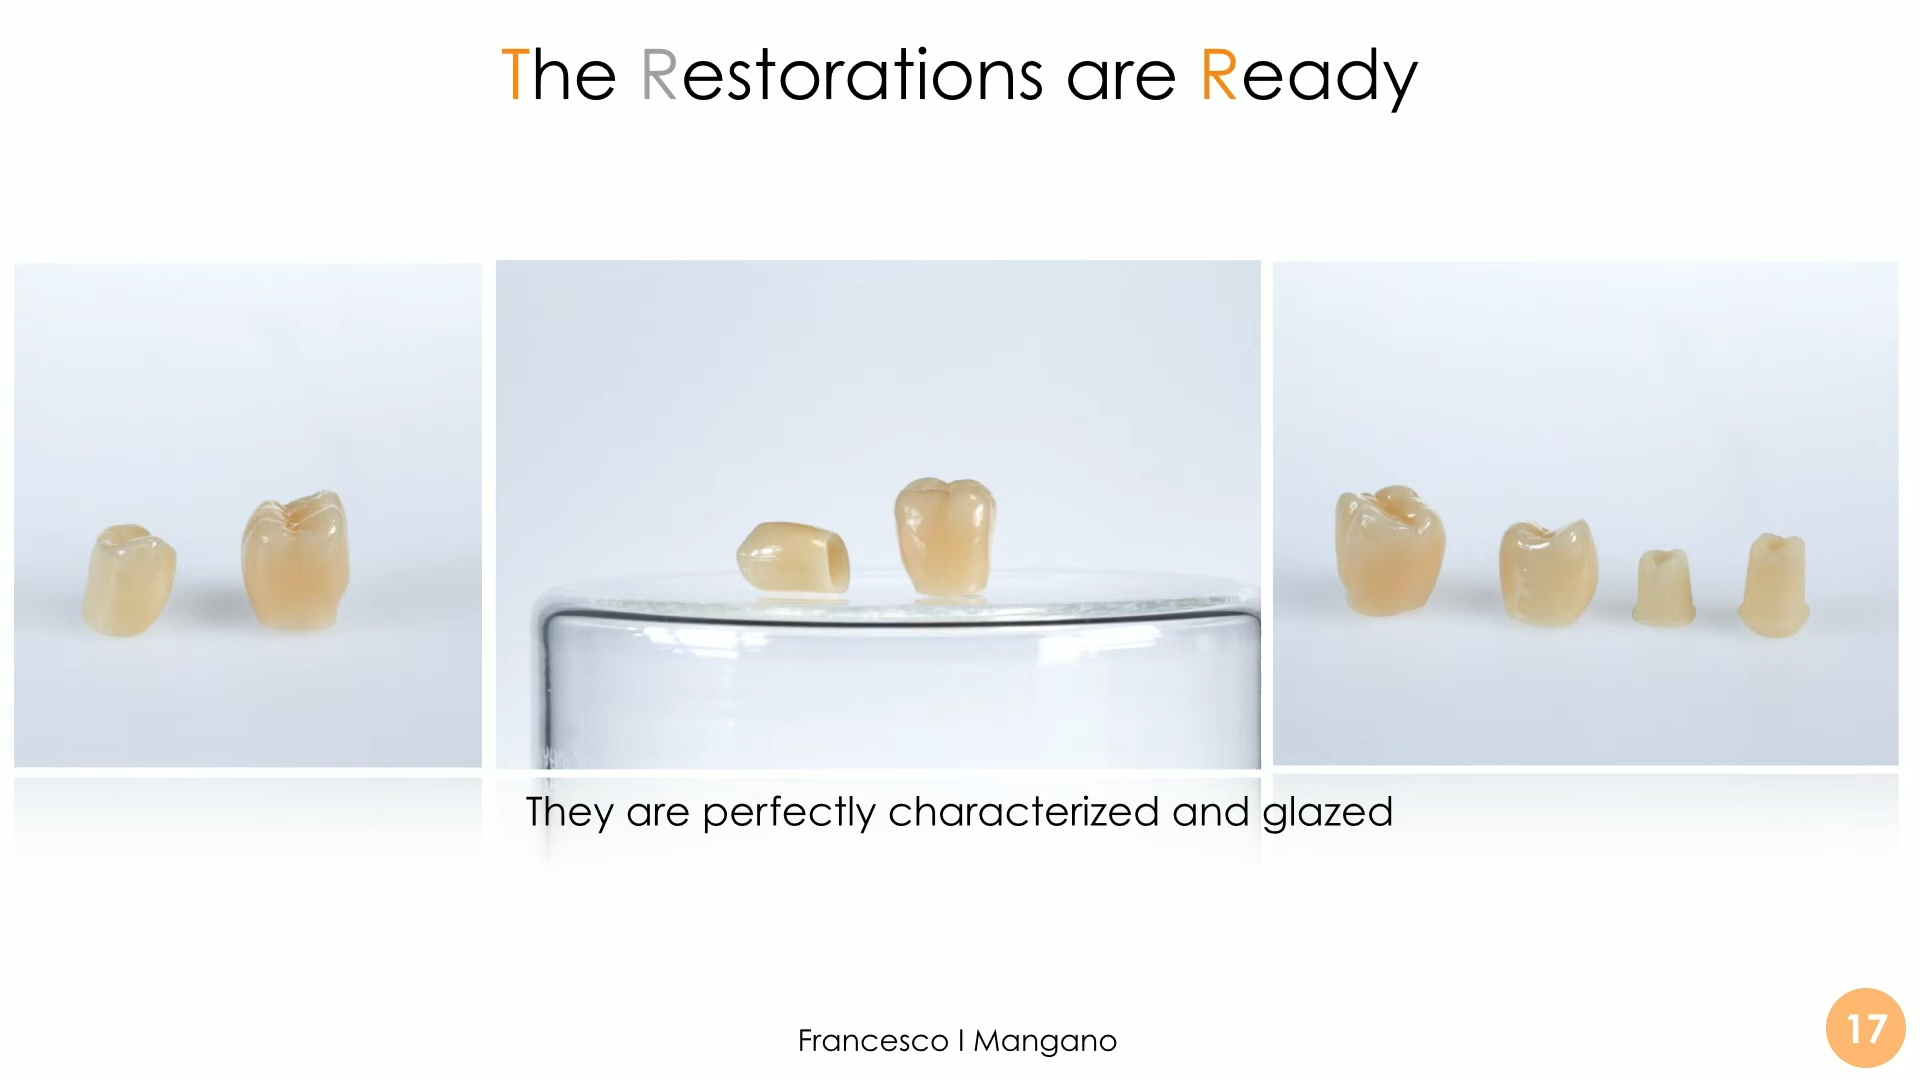 The Restorations are Ready
They are perfectly characterized and glazed
Francesco I Mangano
17